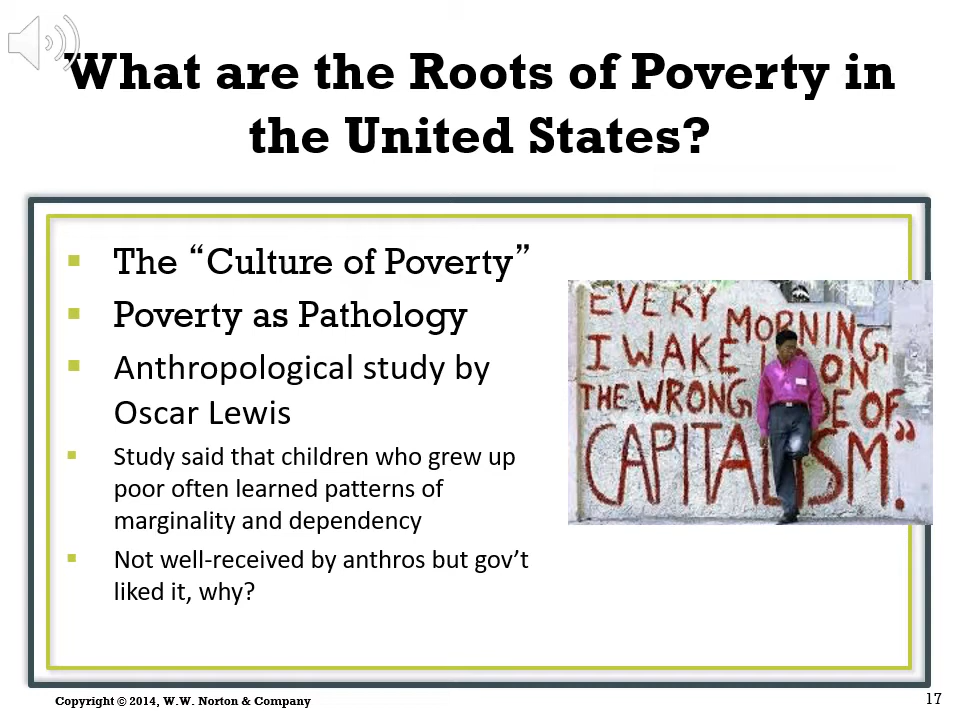 What are the Roots of Poverty in
the United States?
▪ The “Culture of Poverty”
▪ Poverty as Pathology
▪ Anthropological study by
Oscar Lewis
▪ Study said that children who grew up
poor often learned patterns of
marginality and dependency
▪ Not well-received by anthros but gov’t
liked it, why?
EVERY
MORNING
I WAKE
ON
THE WRONG
OF
CAPITALISM.”
Copyright © 2014, W.W. Norton & Company
17